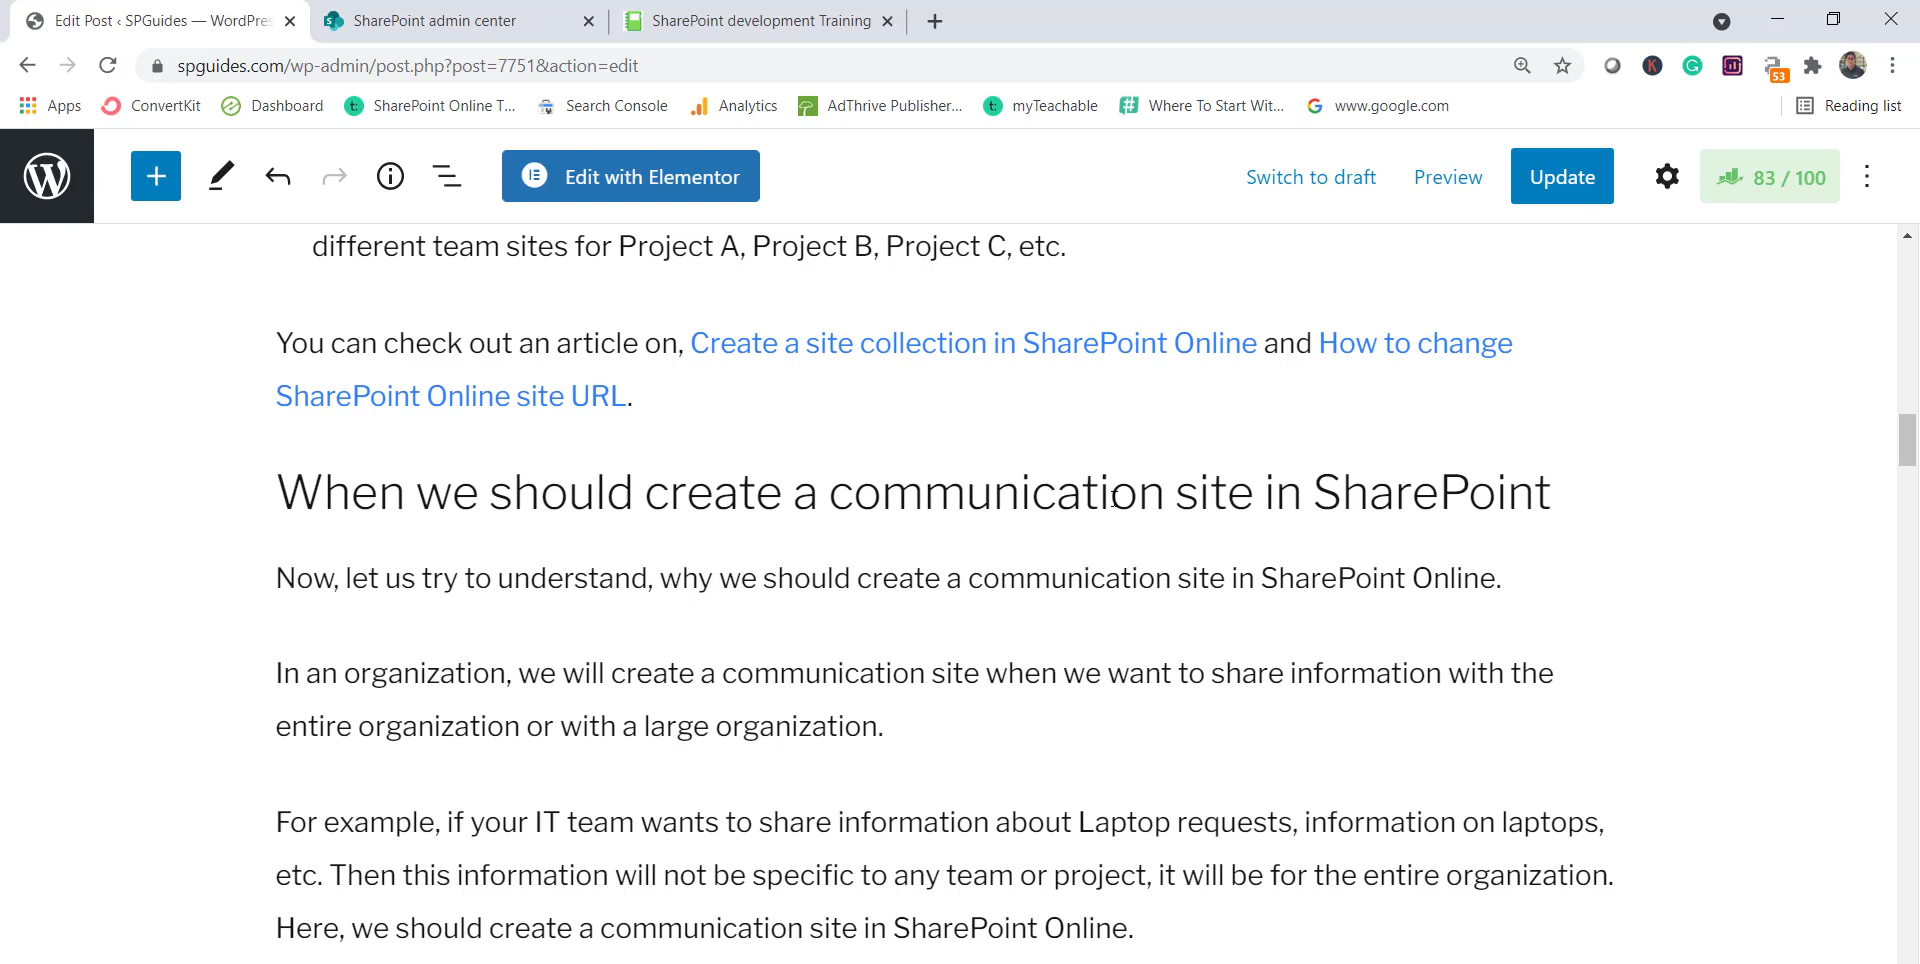 Edit Post ‹ SPGuides — WordPres
SharePoint admin center
SharePoint development Training
spguides.com/wp-admin/post.php?post=7751&action=edit
53
Apps
ConvertKit
Dashboard
SharePoint Online T...
Search Console
Analytics
AdThrive Publisher...
myTeachable
Where To Start Wit...
www.google.com
Reading list
Edit with Elementor
Switch to draft
Preview
Update
83 / 100
different team sites for Project A, Project B, Project C, etc.
You can check out an article on, Create a site collection in SharePoint Online and How to change
SharePoint Online site URL.
When we should create a communication site in SharePoint
Now, let us try to understand, why we should create a communication site in SharePoint Online.
In an organization, we will create a communication site when we want to share information with the
entire organization or with a large organization.
For example, if your IT team wants to share information about Laptop requests, information on laptops,
etc. Then this information will not be specific to any team or project, it will be for the entire organization.
Here, we should create a communication site in SharePoint Online.